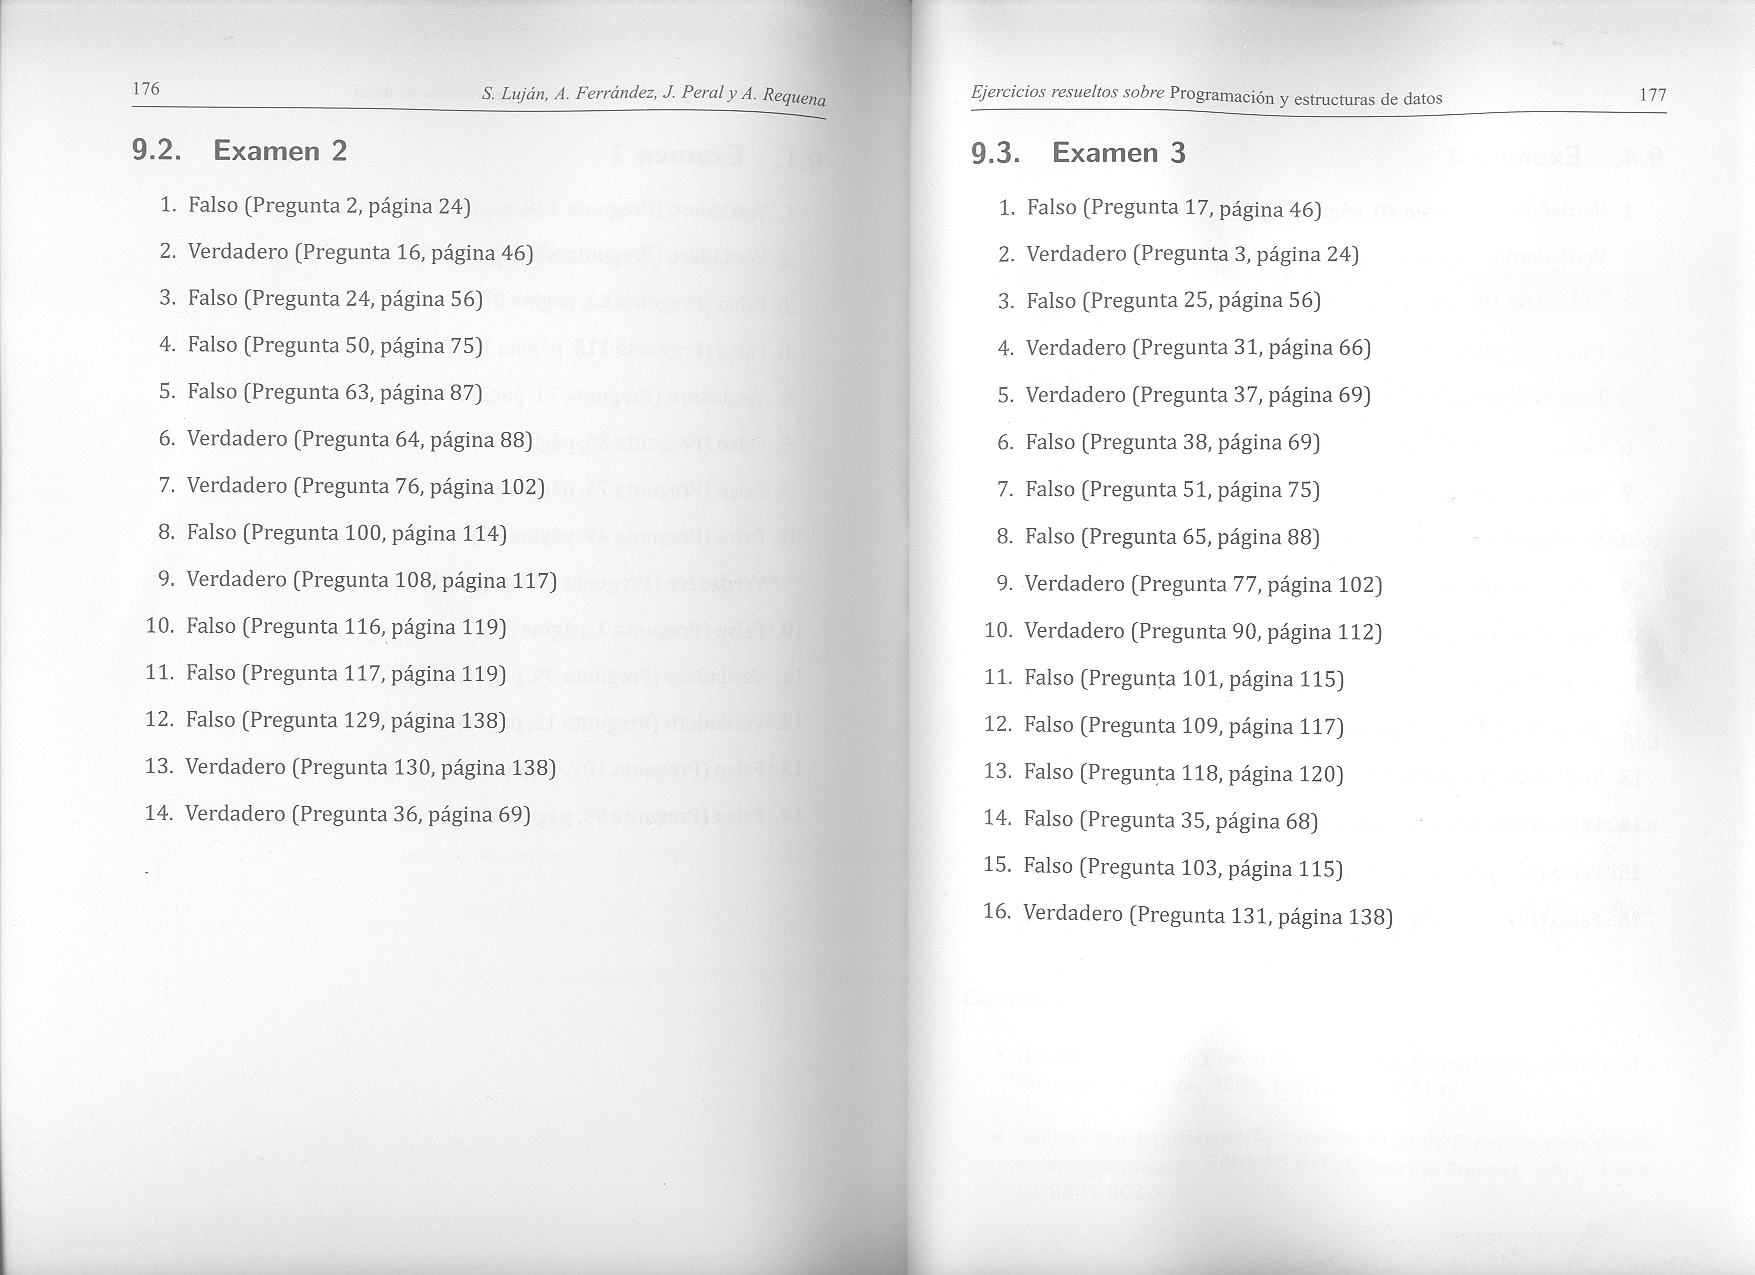 176
S. Luján, A. Ferrández, J. Peral y A. Requena
9.2. Examen 2
1. Falso (Pregunta 2, página 24)
2. Verdadero (Pregunta 16, página 46)
3. Falso (Pregunta 24, página 56)
4. Falso (Pregunta 50, página 75)
5. Falso (Pregunta 63, página 87)
6. Verdadero (Pregunta 64, página 88)
7. Verdadero (Pregunta 76, página 102)
8. Falso (Pregunta 100, página 114)
9. Verdadero (Pregunta 108, página 117)
10. Falso (Pregunta 116, página 119)
11. Falso (Pregunta 117, página 119)
12. Falso (Pregunta 129, página 138)
13. Verdadero (Pregunta 130, página 138)
14. Verdadero (Pregunta 36, página 69)
Ejercicios resueltos sobre Programación y estructuras de datos
177
9.3. Examen 3
1. Falso (Pregunta 17, página 46)
2. Verdadero (Pregunta 3, página 24)
3. Falso (Pregunta 25, página 56)
4. Verdadero (Pregunta 31, página 66)
5. Verdadero (Pregunta 37, página 69)
6. Falso (Pregunta 38, página 69)
7. Falso (Pregunta 51, página 75)
8. Falso (Pregunta 65, página 88)
9. Verdadero (Pregunta 77, página 102)
10. Verdadero (Pregunta 90, página 112)
11. Falso (Pregunta 101, página 115)
12. Falso (Pregunta 109, página 117)
13. Falso (Pregunta 118, página 120)
14. Falso (Pregunta 35, página 68)
15. Falso (Pregunta 103, página 115)
16. Verdadero (Pregunta 131, página 138)